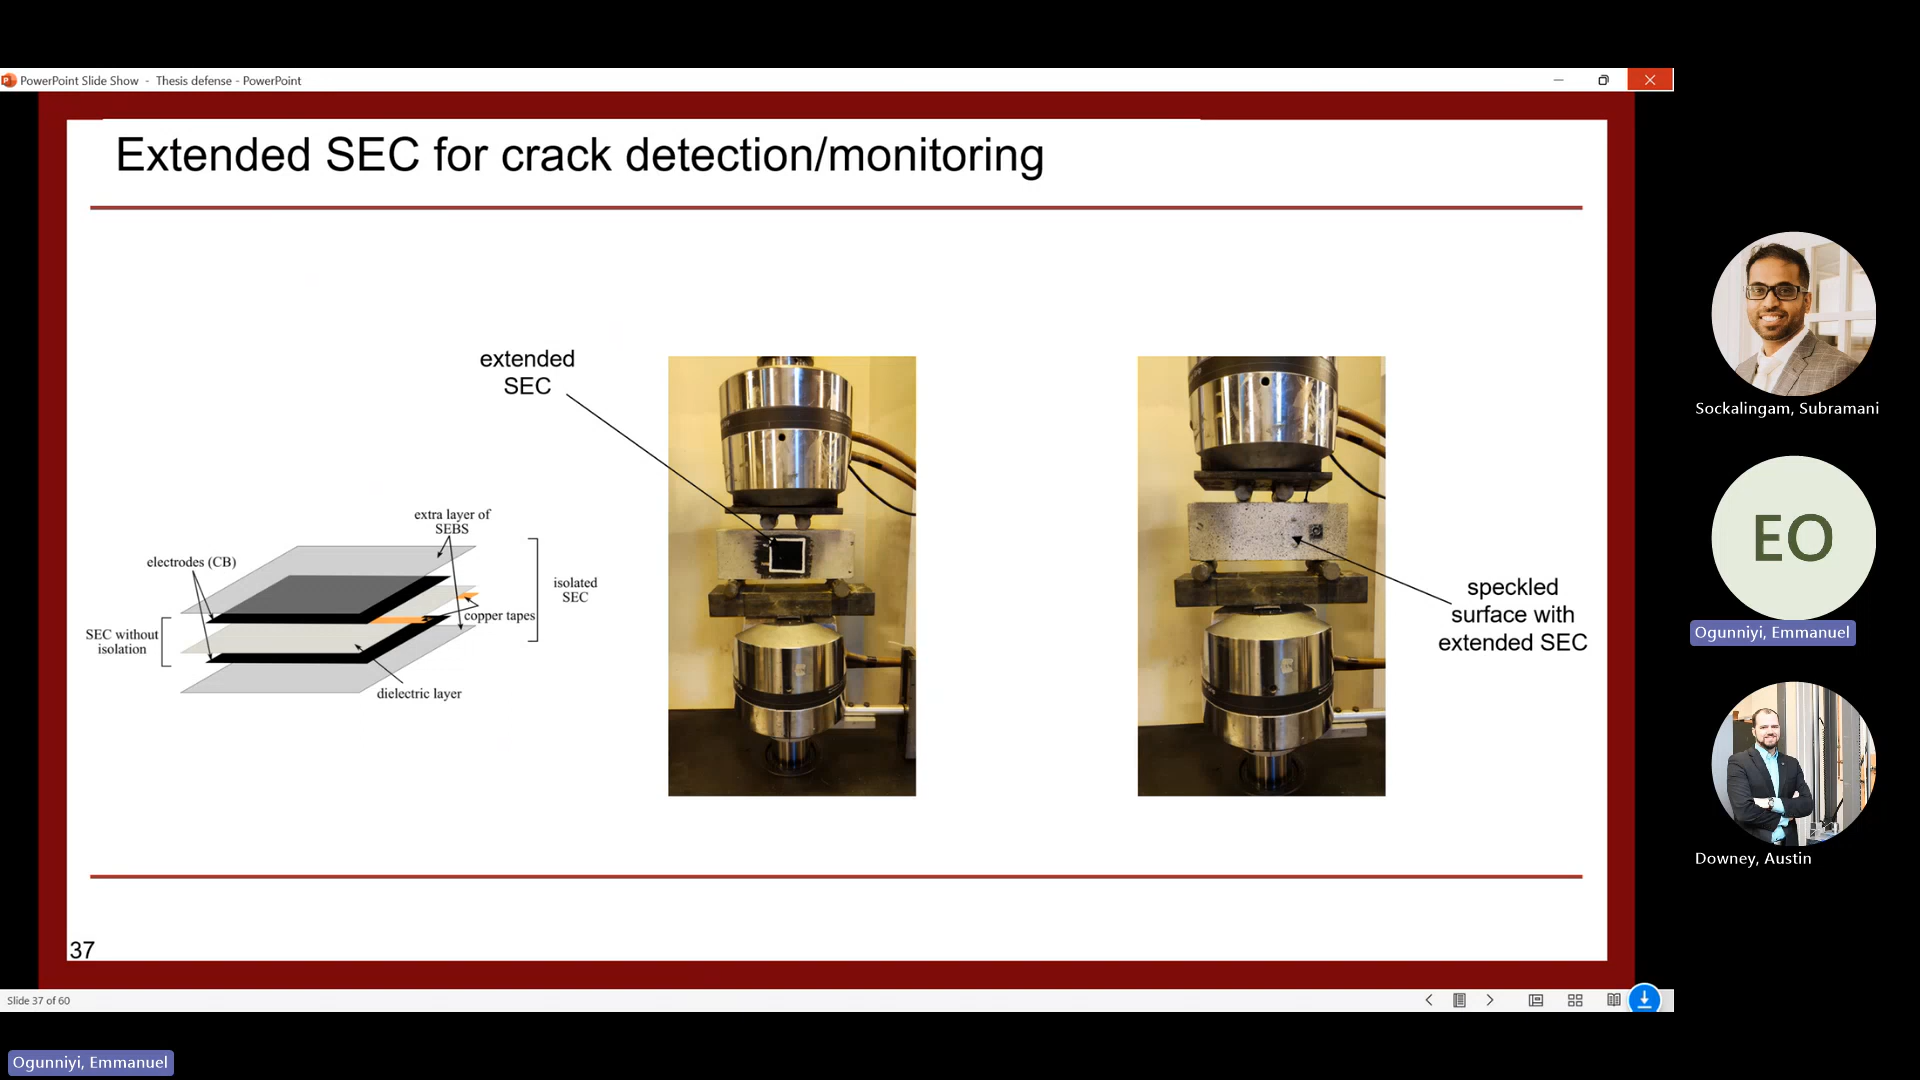 PowerPoint Slide Show - Thesis defense - PowerPoint
Extended SEC for crack detection/monitoring
extended
SEC
extra layer of
SEBS
electrodes (CB)
isolated
SEC
copper tapes
SEC without
isolation
dielectric layer
speckled
surface with
extended SEC
37
Slide 37 of 60
Sockalingam, Subramani
EO
Ogunniyi, Emmanuel
Downey, Austin
Ogunniyi, Emmanuel